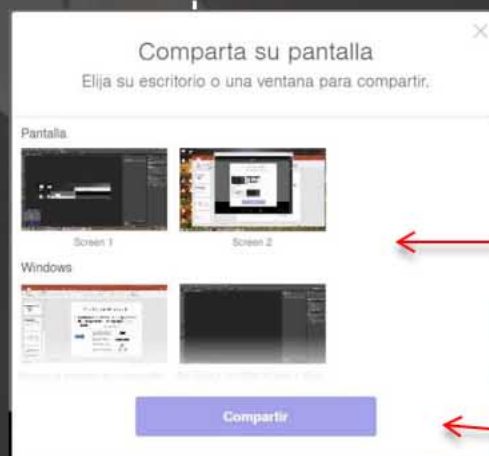 Comparta su pantalla
Elija su escritorio o una ventana para compartir.
Pantalla
Screen 1
Screen 2
Windows
Compartir